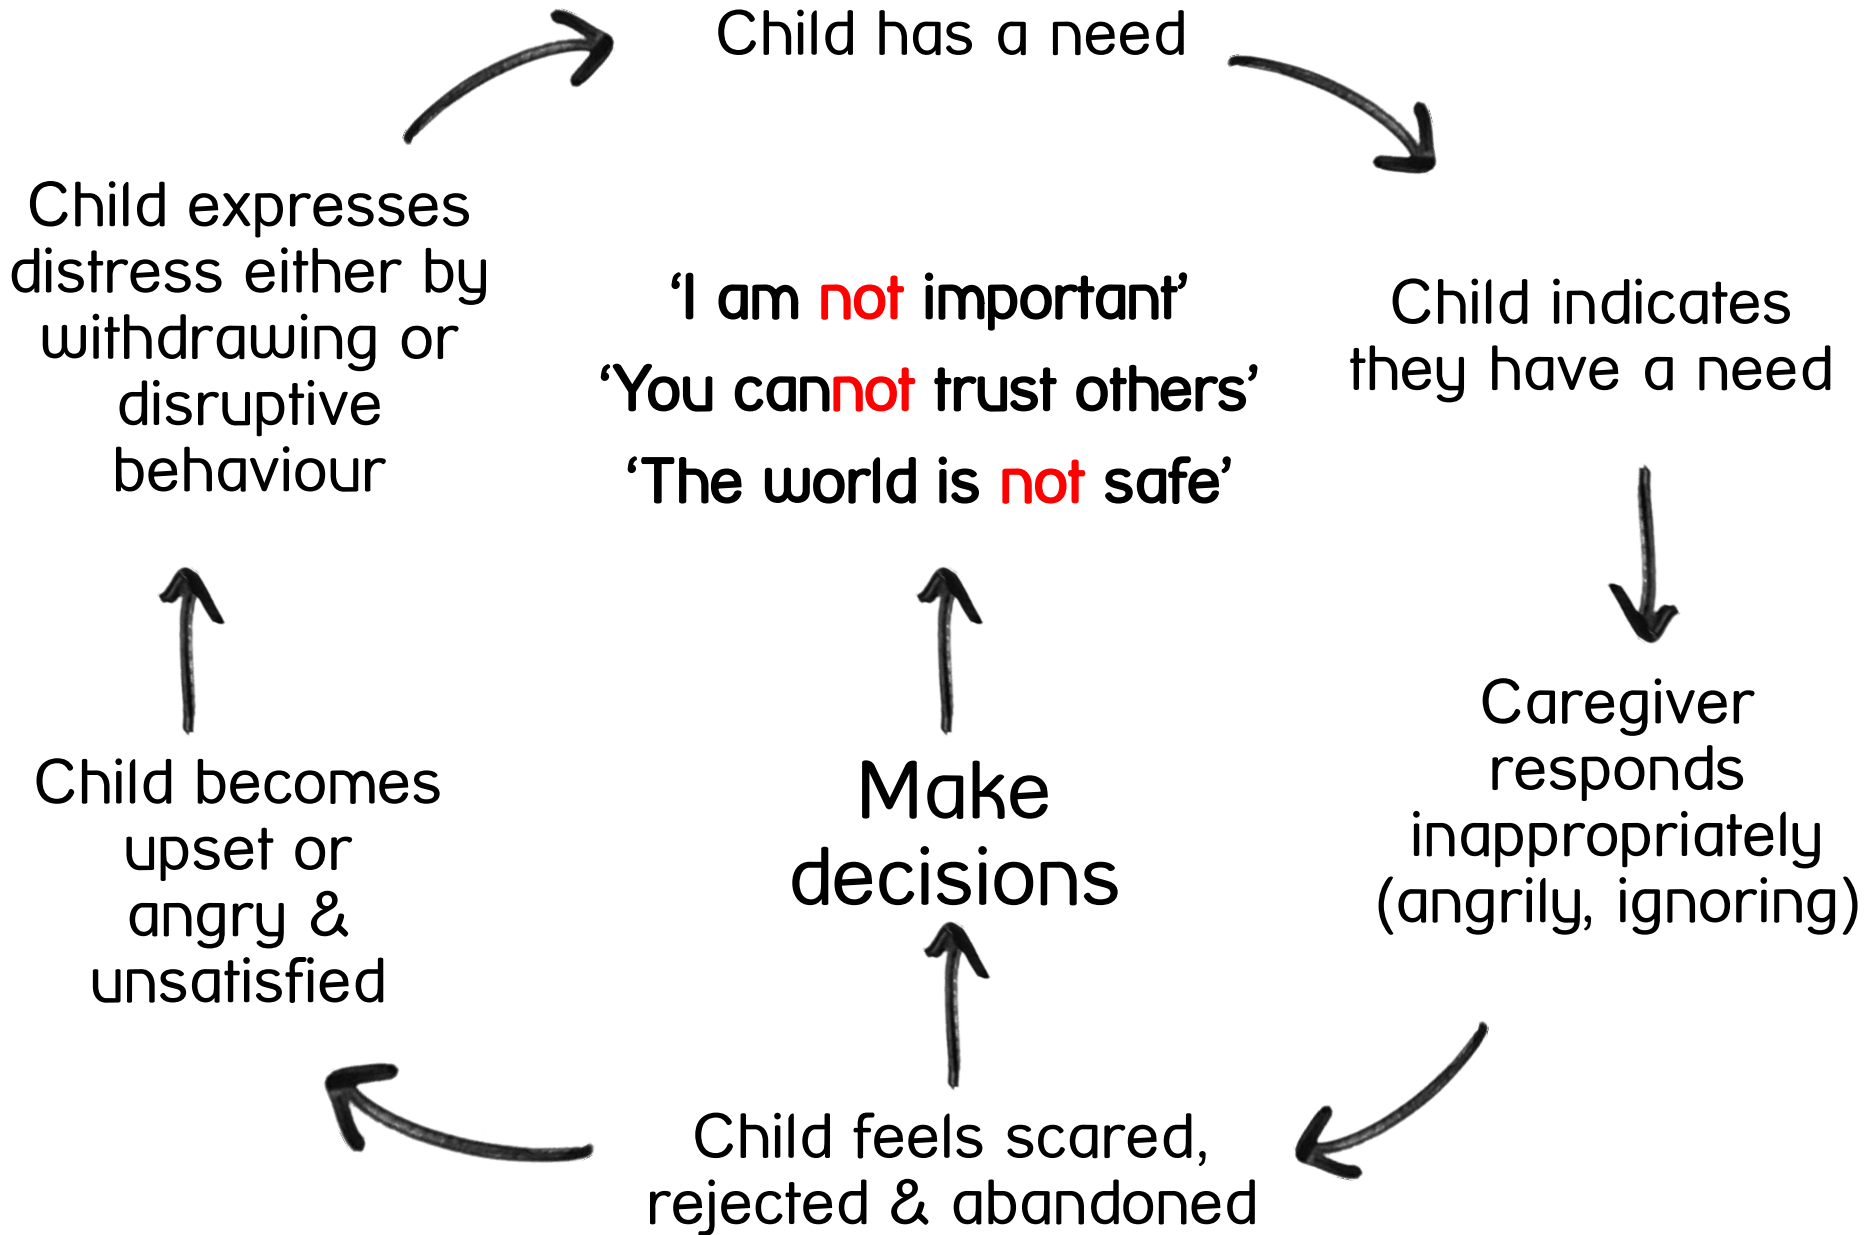 Child has a need
Child indicates
they have a need
Caregiver
responds
inappropriately
(angrily, ignoring)
Child feels scared,
rejected & abandoned
Child becomes
upset or
angry &
unsatisfied
Child expresses
distress either by
withdrawing or
disruptive
behaviour
Make
decisions
‘I am not important’
‘You cannot trust others’
‘The world is not safe’